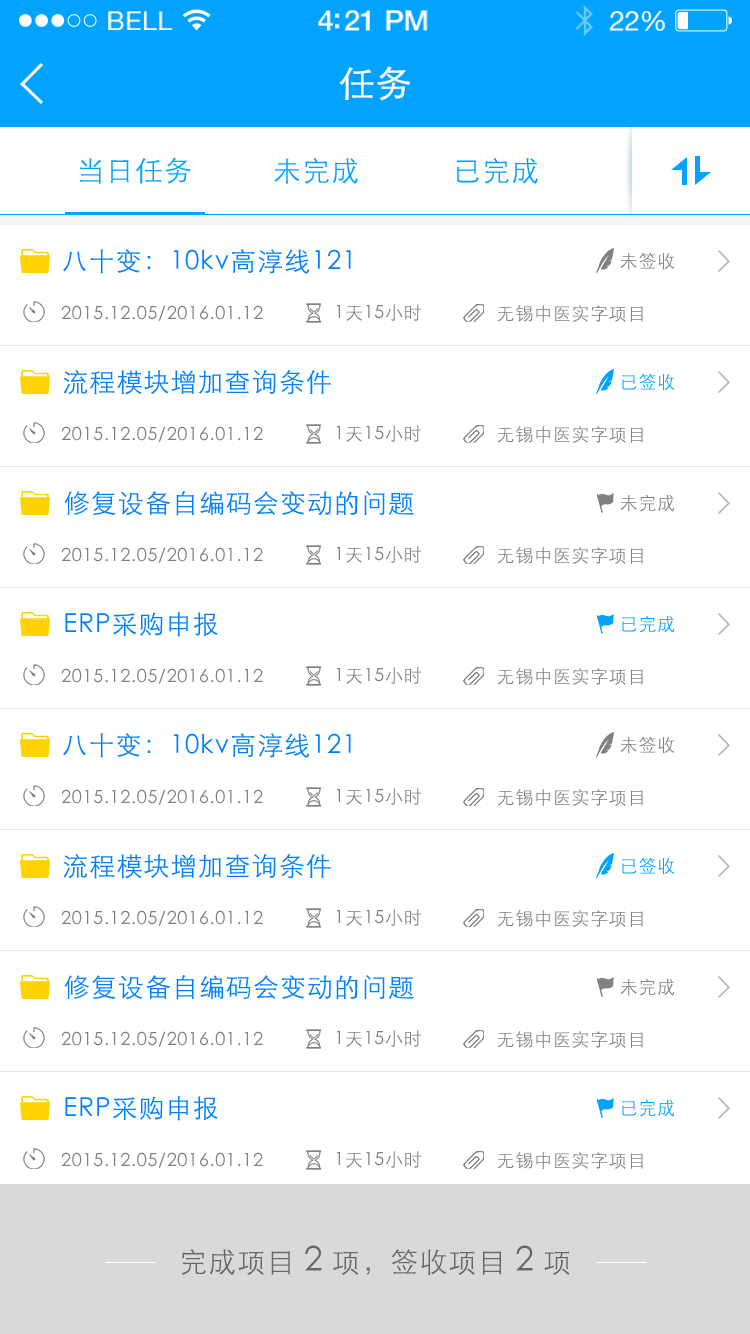 BELL 4:21 PM 22%
任务
当日任务 未完成 已完成
八十变：10kv高淳线121 未签收
2015.12.05/2016.01.12 1天15小时 无锡中医实字项目
流程模块增加查询条件 已签收
2015.12.05/2016.01.12 1天15小时 无锡中医实字项目
修复设备自编码会变动的问题 未完成
2015.12.05/2016.01.12 1天15小时 无锡中医实字项目
ERP采购申报 已完成
2015.12.05/2016.01.12 1天15小时 无锡中医实字项目
八十变：10kv高淳线121 未签收
2015.12.05/2016.01.12 1天15小时 无锡中医实字项目
流程模块增加查询条件 已签收
2015.12.05/2016.01.12 1天15小时 无锡中医实字项目
修复设备自编码会变动的问题 未完成
2015.12.05/2016.01.12 1天15小时 无锡中医实字项目
ERP采购申报 已完成
2015.12.05/2016.01.12 1天15小时 无锡中医实字项目
完成项目 2 项，签收项目 2 项